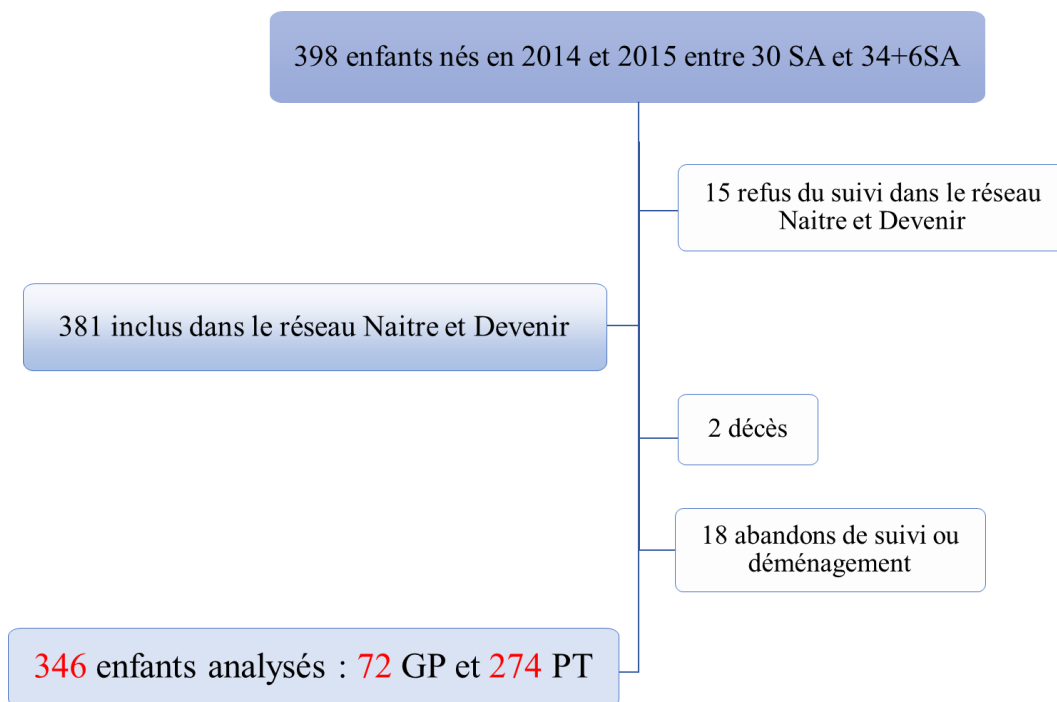 398 enfants nés en 2014 et 2015 entre 30 SA et 34+6SA
15 refus du suivi dans le réseau
Naitre et Devenir
381 inclus dans le réseau Naitre et Devenir
2 décès
18 abandons de suivi ou
déménagement
346 enfants analysés : 72 GP et 274 PT